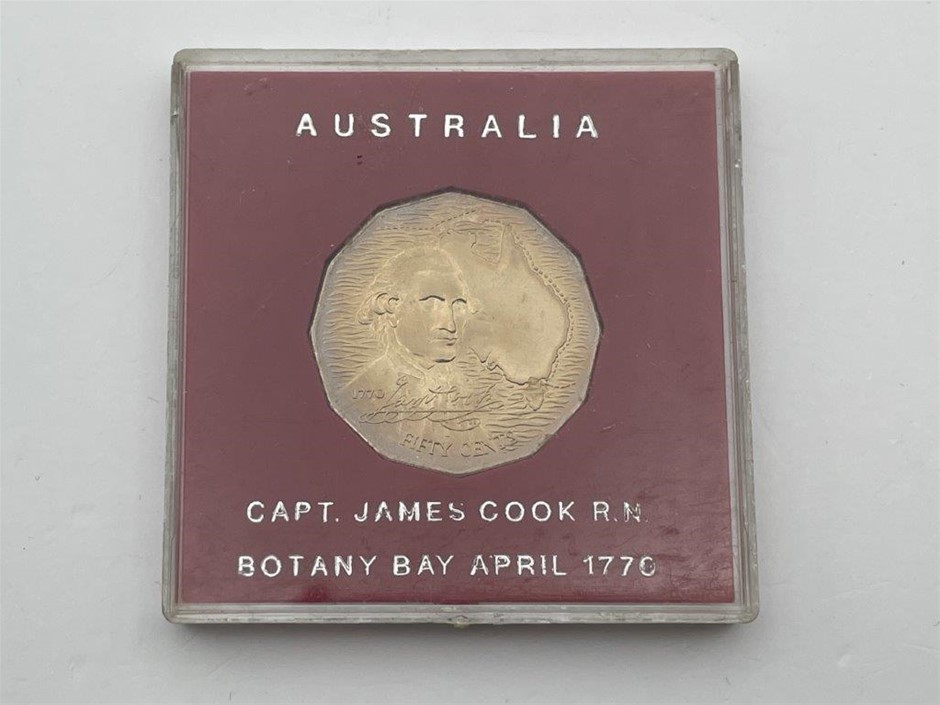 AUSTRALIA
1770
FIFTY CENTS
CAPT. JAMES COOK R.N.
BOTANY BAY APRIL 1770